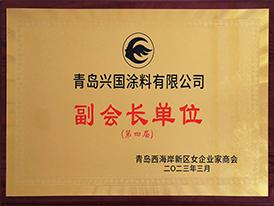 青岛兴国涂料有限公司
副会长单位
(第四届)
青岛西海岸新区女企业家商会
二〇二三年三月